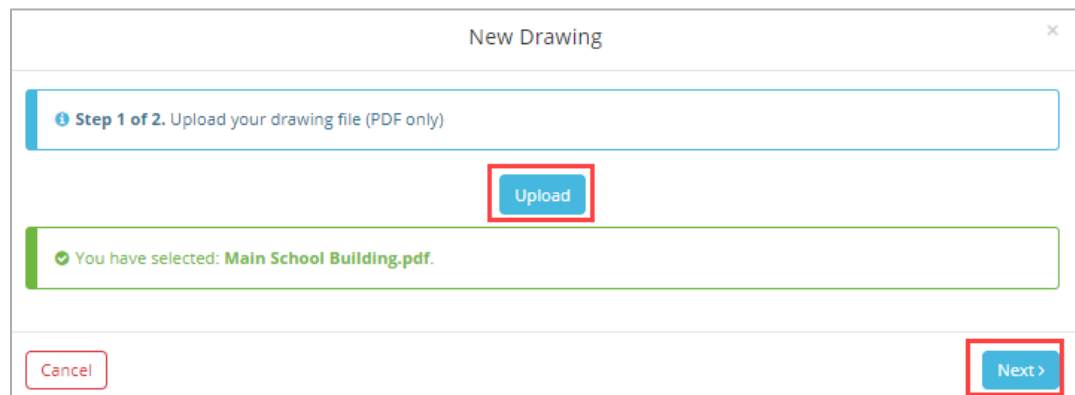 New Drawing
×
Step 1 of 2. Upload your drawing file (PDF only)
Upload
You have selected: Main School Building.pdf.
Cancel
Next >